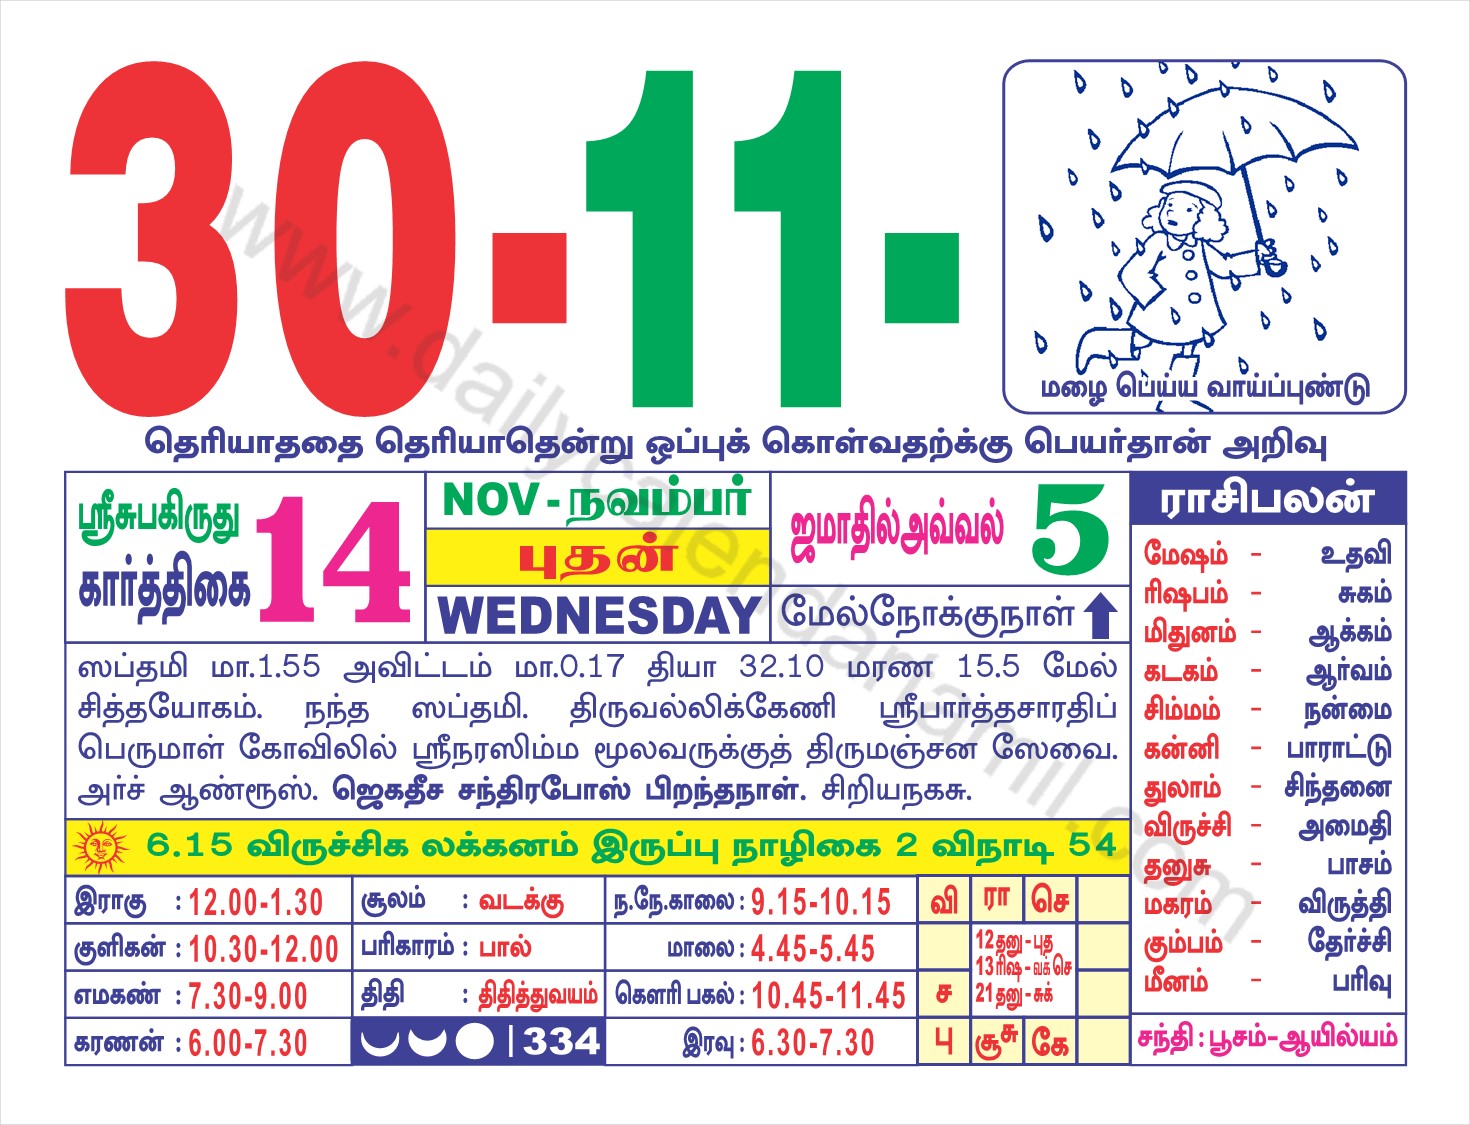 30-11-
மழை பெய்ய வாய்ப்புண்டு
தெரியாததை தெரியாதென்று ஒப்புக் கொள்வதற்க்கு பெயர்தான் அறிவு
ஸ்ரீசுபகிருது
கார்த்திகை 14
NOV - நவம்பர்
புதன்
WEDNESDAY
ஜமாதில்அவ்வல் 5
மேல்நோக்குநாள்
ஸப்தமி மா.1.55 அவிட்டம் மா.0.17 தியா 32.10 மரண 15.5 மேல்
சித்தயோகம். நந்த ஸப்தமி. திருவல்லிக்கேணி ஸ்ரீபார்த்தசாரதிப்
பெருமாள் கோவிலில் ஸ்ரீநரஸிம்ம மூலவருக்குத் திருமஞ்சன ஸேவை.
அர்ச் ஆண்ரூஸ். ஜெகதீச சந்திரபோஸ் பிறந்தநாள். சிறியநகசு.
6.15 விருச்சிக லக்கனம் இருப்பு நாழிகை 2 விநாடி 54
இராகு : 12.00-1.30
குளிகன் : 10.30-12.00
எமகண் : 7.30-9.00
கரணன் : 6.00-7.30
சூலம் : வடக்கு
பரிகாரம் : பால்
திதி : திதித்துவயம்
334
ந.நே.காலை : 9.15-10.15
மாலை : 4.45-5.45
கௌரி பகல் : 10.45-11.45
இரவு : 6.30-7.30
வி ரா செ
12 தனு - புத
13 ரிஷ - வக் செ
ச 21 தனு - சுக்
பு சூசு கே
ராசிபலன்
மேஷம் - உதவி
ரிஷபம் - சுகம்
மிதுனம் - ஆக்கம்
கடகம் - ஆர்வம்
சிம்மம் - நன்மை
கன்னி - பாராட்டு
துலாம் - சிந்தனை
விருச்சி - அமைதி
தனுசு - பாசம்
மகரம் - விருத்தி
கும்பம் - தேர்ச்சி
மீனம் - பரிவு
சந்தி : பூசம்-ஆயில்யம்
www.dailycalendartamil.com